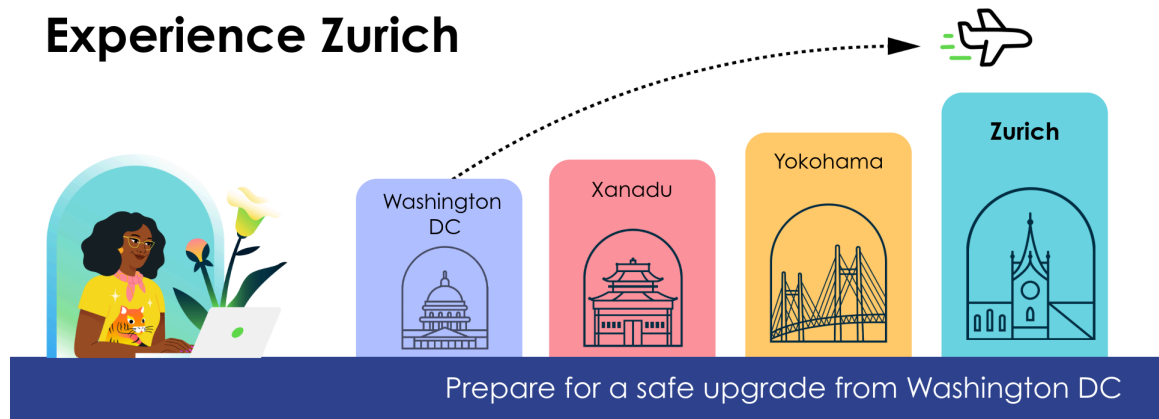 Experience Zurich
Washington
DC
Xanadu
Yokohama
Zurich
Prepare for a safe upgrade from Washington DC